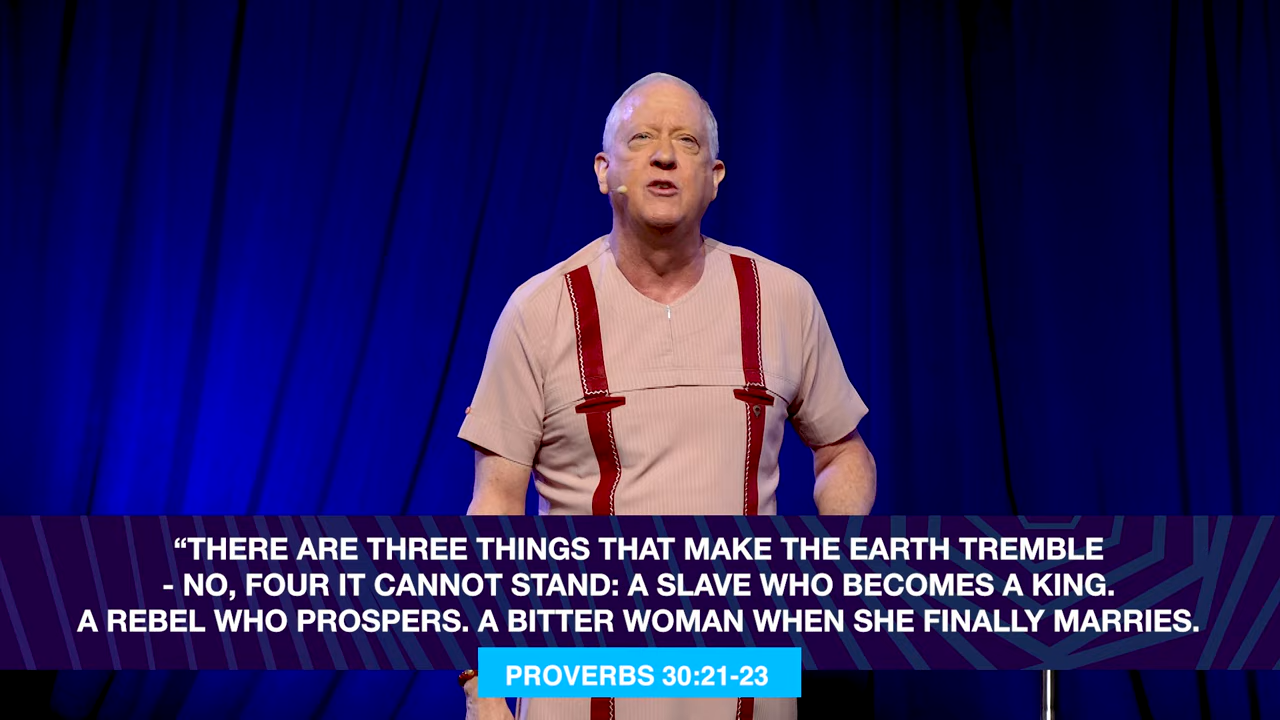 “THERE ARE THREE THINGS THAT MAKE THE EARTH TREMBLE
- NO, FOUR IT CANNOT STAND: A SLAVE WHO BECOMES A KING.
A REBEL WHO PROSPERS. A BITTER WOMAN WHEN SHE FINALLY MARRIES.
PROVERBS 30:21-23